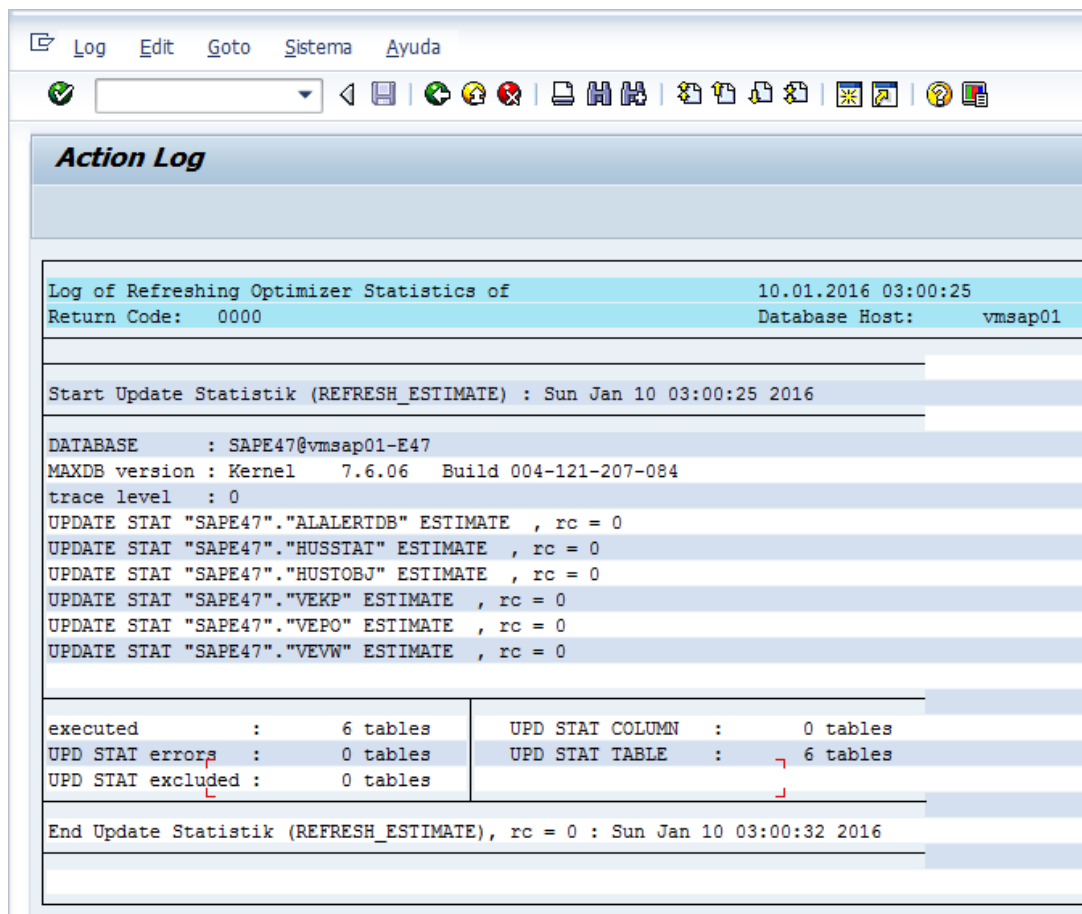 Log Edit Goto Sistema Ayuda
Action Log
Log of Refreshing Optimizer Statistics of 10.01.2016 03:00:25
Return Code: 0000 Database Host: vmsap01
Start Update Statistik (REFRESH_ESTIMATE) : Sun Jan 10 03:00:25 2016
DATABASE : SAPE47@vmsap01-E47
MAXDB version : Kernel 7.6.06 Build 004-121-207-084
trace level : 0
UPDATE STAT "SAPE47"."ALALERTDB" ESTIMATE , rc = 0
UPDATE STAT "SAPE47"."HUSSTAT" ESTIMATE , rc = 0
UPDATE STAT "SAPE47"."HUSTOBJ" ESTIMATE , rc = 0
UPDATE STAT "SAPE47"."VEKP" ESTIMATE , rc = 0
UPDATE STAT "SAPE47"."VEPO" ESTIMATE , rc = 0
UPDATE STAT "SAPE47"."VEVW" ESTIMATE , rc = 0
executed : 6 tables UPD STAT COLUMN : 0 tables
UPD STAT errors : 0 tables UPD STAT TABLE : 6 tables
UPD STAT excluded : 0 tables
End Update Statistik (REFRESH_ESTIMATE), rc = 0 : Sun Jan 10 03:00:32 2016